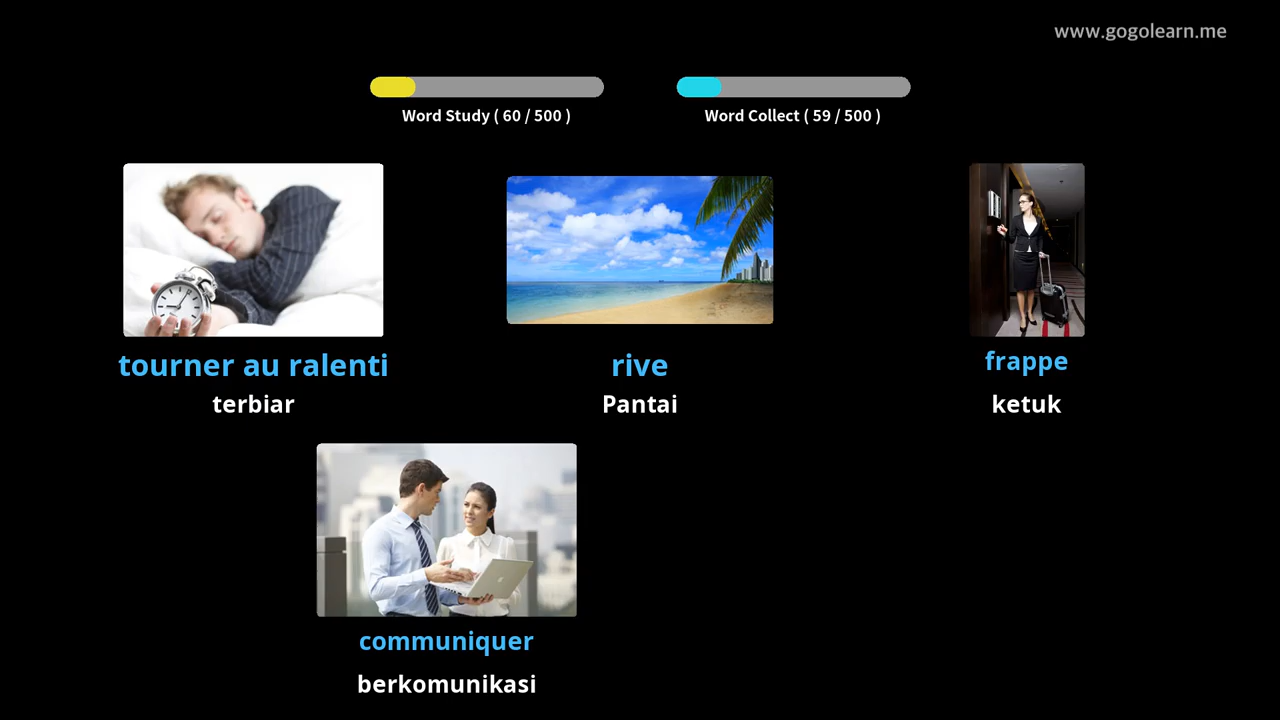 www.gogolearn.me
Word Study ( 60 / 500 )
Word Collect ( 59 / 500 )
tourner au ralenti
terbiar
rive
Pantai
frappe
ketuk
communiquer
berkomunikasi